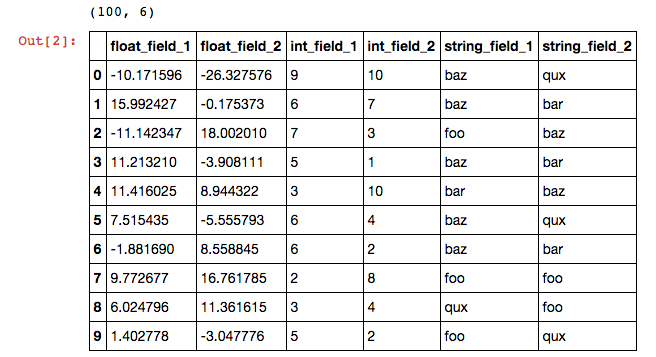 (100, 6)
Out[2]:
float_field_1 float_field_2 int_field_1 int_field_2 string_field_1 string_field_2
0 -10.171596 -26.327576 9 10 baz qux
1 15.992427 -0.175373 6 7 baz bar
2 -11.142347 18.002010 7 3 foo baz
3 11.213210 -3.908111 5 1 baz bar
4 11.416025 8.944322 3 10 bar baz
5 7.515435 -5.555793 6 4 baz qux
6 -1.881690 8.558845 6 2 baz bar
7 9.772677 16.761785 2 8 foo foo
8 6.024796 11.361615 3 4 qux foo
9 1.402778 -3.047776 5 2 foo qux